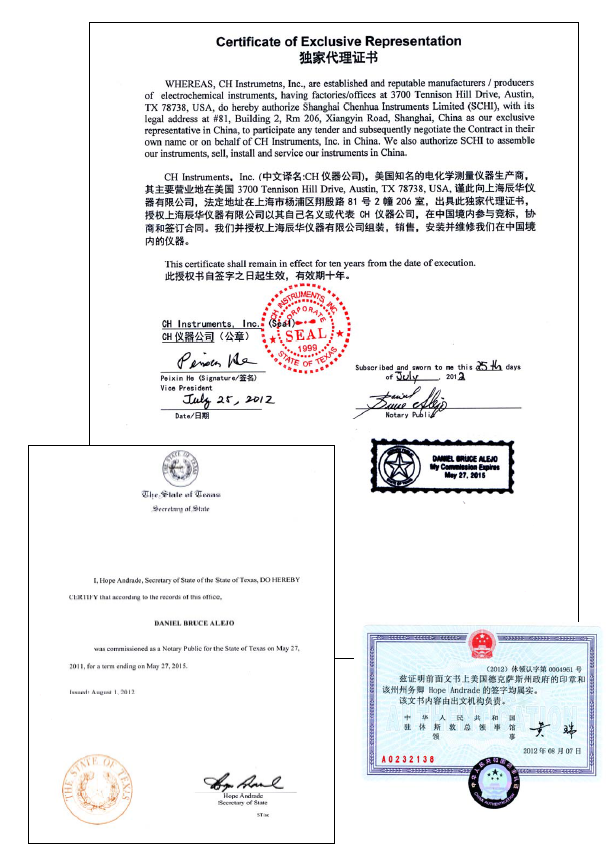 Certificate of Exclusive Representation
独家代理证书
WHEREAS, CH Instrumetns, Inc., are established and reputable manufacturers / producers
of electrochemical instruments, having factories/offices at 3700 Tennison Hill Drive, Austin,
TX 78738, USA, do hereby authorize Shanghai Chenhua Instruments Limited (SCHI), with its
legal address at #81, Building 2, Rm 206, Xiangyin Road, Shanghai, China as our exclusive
representative in China, to participate any tender and subsequently negotiate the Contract in their
own name or on behalf of CH Instruments, Inc. in China. We also authorize SCHI to assemble
our instruments, sell, install and service our instruments in China.
CH Instruments, Inc. (中文译名:CH 仪器公司), 美国知名的电化学测量仪器生产商,
其主要营业地在美国 3700 Tennison Hill Drive, Austin, TX 78738, USA, 谨此向上海辰华仪
器有限公司, 法定地址在上海市杨浦区翔殷路 81 号 2 幢 206 室, 出具此独家代理证书,
授权上海辰华仪器有限公司以其自己名义或代表 CH 仪器公司, 在中国境内参与竞标, 协
商和签订合同。我们并授权上海辰华仪器有限公司组装, 销售, 安装并维修我们在中国境
内的仪器。
This certificate shall remain in effect for ten years from the date of execution.
此授权书自签字之日起生效, 有效期十年。
CH Instruments, Inc. (Seal)
CH 仪器公司 (公章)
CH INSTRUMENTS, INC.
CORPORATE
SEAL
1999
STATE OF TEXAS
Peixin He
Peixin He (Signature/签名)
Vice President
July 25, 2012
Date/日期
Subscribed and sworn to me this 25th days
of July, 2012
Notary Public
DANIEL BRUCE ALEJO
My Commission Expires
May 27, 2015
The State of Texas
Secretary of State
I, Hope Andrade, Secretary of State of the State of Texas, DO HEREBY
CERTIFY that according to the records of this office,
DANIEL BRUCE ALEJO
was commissioned as a Notary Public for the State of Texas on May 27,
2011, for a term ending on May 27, 2015.
Issued: August 1, 2012
THE STATE OF TEXAS
Hope Andrade
Secretary of State
(2012) 休领认字第 0004961 号
兹证明前面文书上美国德克萨斯州政府的印章和
该州州务卿 Hope Andrade 的签字均属实。
该文书内容由出文机构负责。
中华人民共和国
驻休斯敦总领事馆
领事
黄 瑞
2012 年 08 月 07 日
A0232136